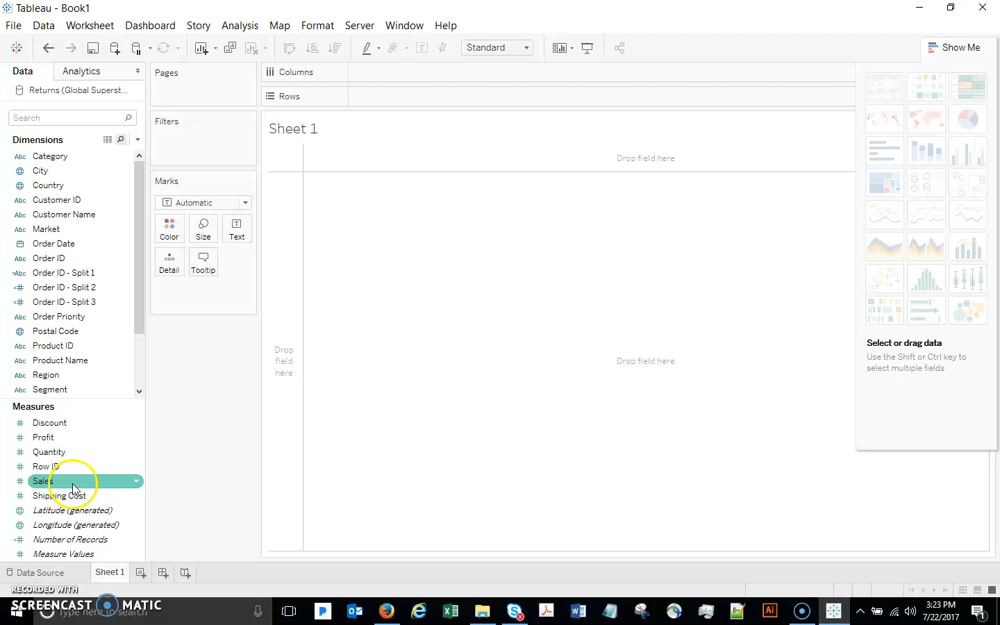 Tableau - Book1
File Data Worksheet Dashboard Story Analysis Map Format Server Window Help
Standard
Show Me
Data Analytics
Returns (Global Superst...
Search
Dimensions
Abc Category
City
Country
Abc Customer ID
Abc Customer Name
Abc Market
Order Date
Abc Order ID
=Abc Order ID - Split 1
=# Order ID - Split 2
=# Order ID - Split 3
Abc Order Priority
Postal Code
Abc Product ID
Abc Product Name
Abc Region
Abc Segment
Measures
# Discount
# Profit
# Quantity
# Row ID
# Sales
# Shipping Cost
Latitude (generated)
Longitude (generated)
=# Number of Records
# Measure Values
Pages
Filters
Marks
T Automatic
Color Size Text
Detail Tooltip
Columns
Rows
Sheet 1
Drop field here
Drop
field
here
Drop field here
Select or drag data
Use the Shift or Ctrl key to
select multiple fields
Data Source Sheet 1
RECORDED WITH
SCREENCAST MATIC
Type here to search
3:23 PM
7/22/2017